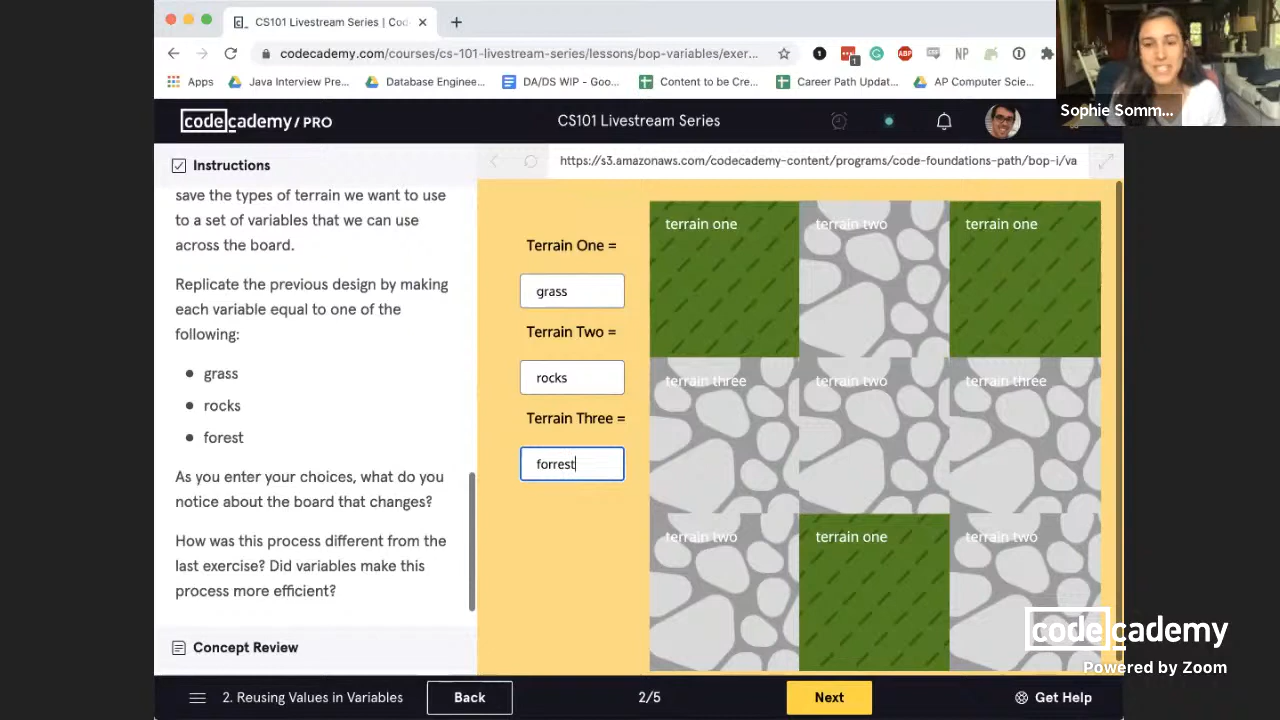 CS101 Livestream Series | Cod
codecademy.com/courses/cs-101-livestream-series/lessons/bop-variables/exer...
Apps
Java Interview Pre...
Database Enginee...
DA/DS WIP - Goo...
Content to be Cre...
Career Path Updat...
AP Computer Scie...
Sophie Somm...
codecademy / PRO
CS101 Livestream Series
Instructions
https://s3.amazonaws.com/codecademy-content/programs/code-foundations-path/bop-i/va
save the types of terrain we want to use
to a set of variables that we can use
across the board.
Replicate the previous design by making
each variable equal to one of the
following:
grass
rocks
forest
As you enter your choices, what do you
notice about the board that changes?
How was this process different from the
last exercise? Did variables make this
process more efficient?
Concept Review
Terrain One =
grass
Terrain Two =
rocks
Terrain Three =
forrest
terrain one
terrain two
terrain one
terrain three
terrain two
terrain three
terrain two
terrain one
terrain two
codecademy
Powered by Zoom
2. Reusing Values in Variables
Back
2/5
Next
Get Help